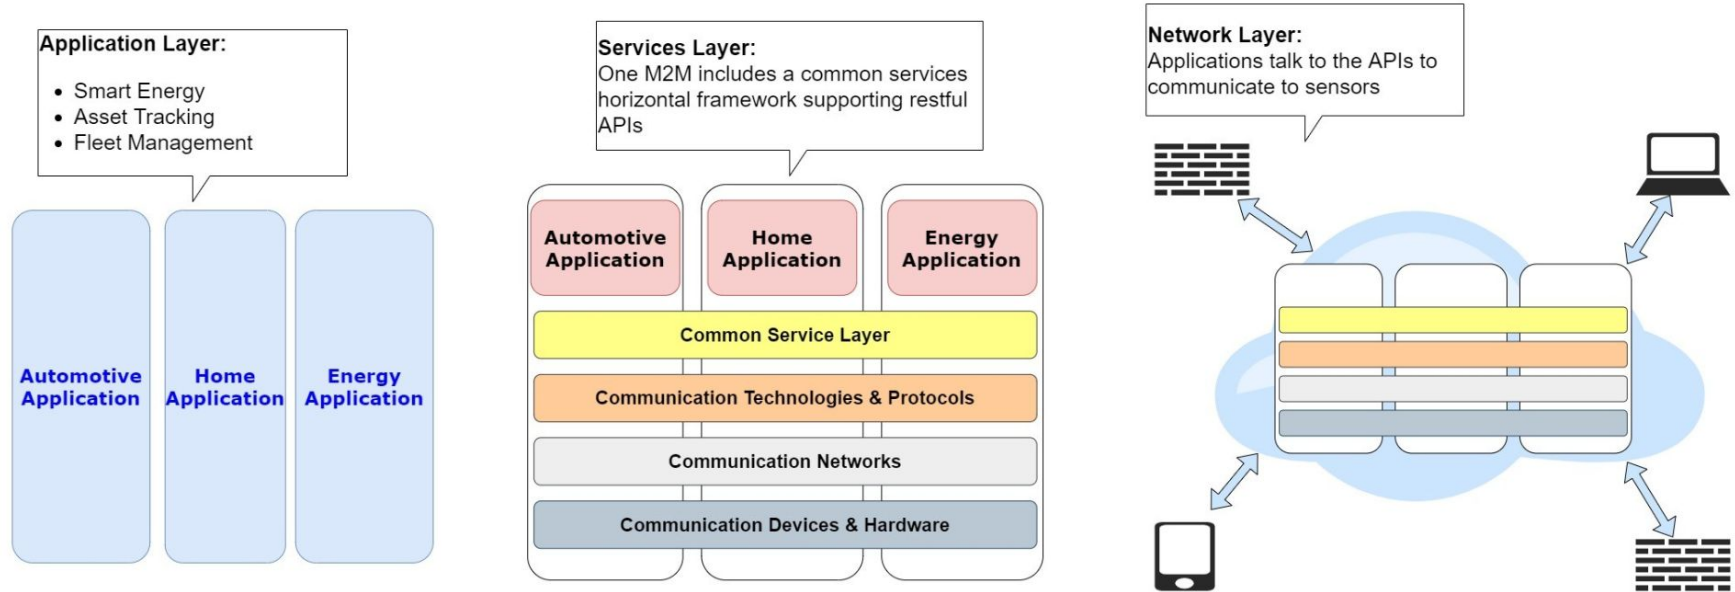 Application Layer:
• Smart Energy
• Asset Tracking
• Fleet Management
Automotive
Application
Home
Application
Energy
Application
Services Layer:
One M2M includes a common services
horizontal framework supporting restful
APIs
Automotive
Application
Home
Application
Energy
Application
Common Service Layer
Communication Technologies & Protocols
Communication Networks
Communication Devices & Hardware
Network Layer:
Applications talk to the APIs to
communicate to sensors